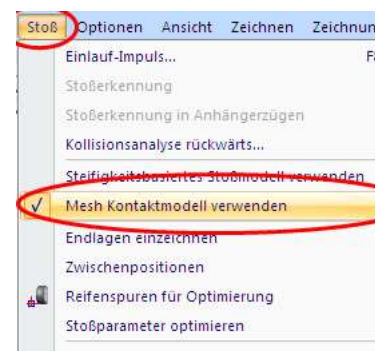 Stoß Optionen Ansicht Zeichnen Zeichnun
Einlauf-Impuls... F
Stoßerkennung
Stoßerkennung in Anhängerzügen
Kollisionsanalyse rückwärts...
Steifigkeitsbasiertes Stoßmodell verwenden
Mesh Kontaktmodell verwenden
Endlagen einzeichnen
Zwischenpositionen
Reifenspuren für Optimierung
Stoßparameter optimieren